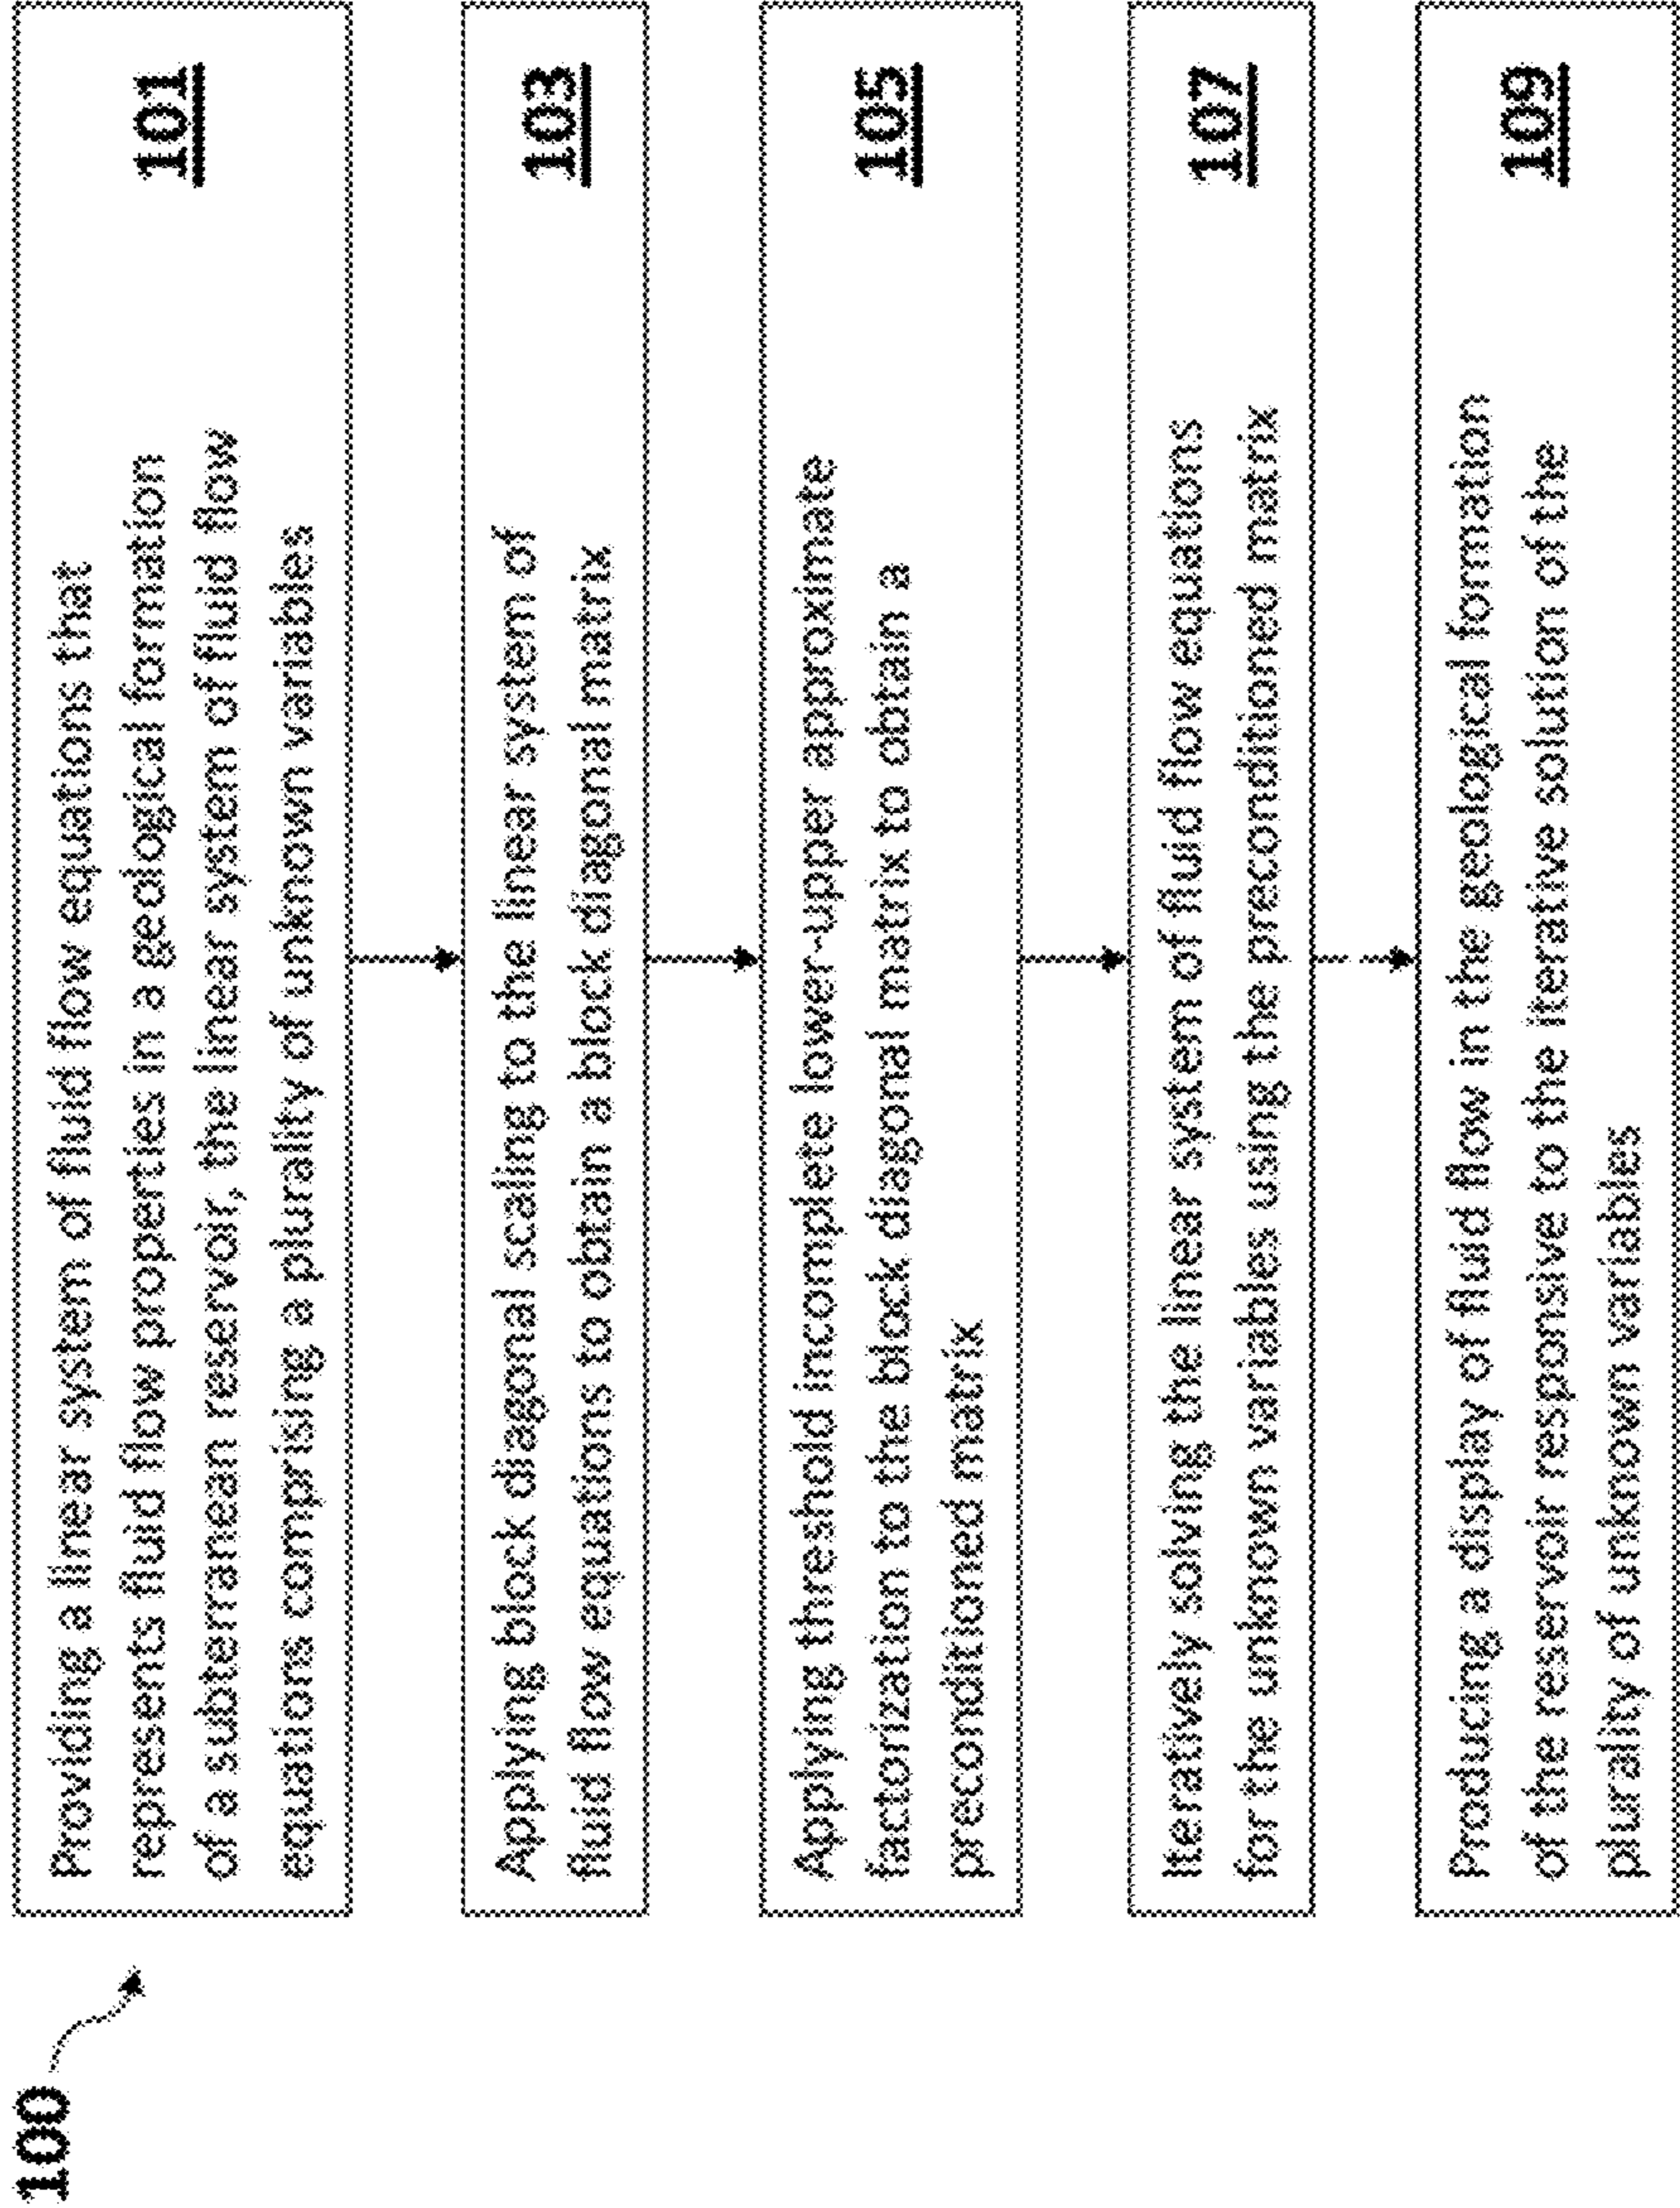 100
Providing a linear system of fluid flow equations that
represents fluid flow properties in a geological formation
of a subterranean reservoir, the linear system of fluid flow
equations comprising a plurality of unknown variables
101
Applying block diagonal scaling to the linear system of
fluid flow equations to obtain a block diagonal matrix
103
Applying threshold incomplete lower-upper approximate
factorization to the block diagonal matrix to obtain a
preconditioned matrix
105
Iteratively solving the linear system of fluid flow equations
for the unknown variables using the preconditioned matrix
107
Producing a display of fluid flow in the geological formation
of the reservoir responsive to the iterative solution of the
plurality of unknown variables
109